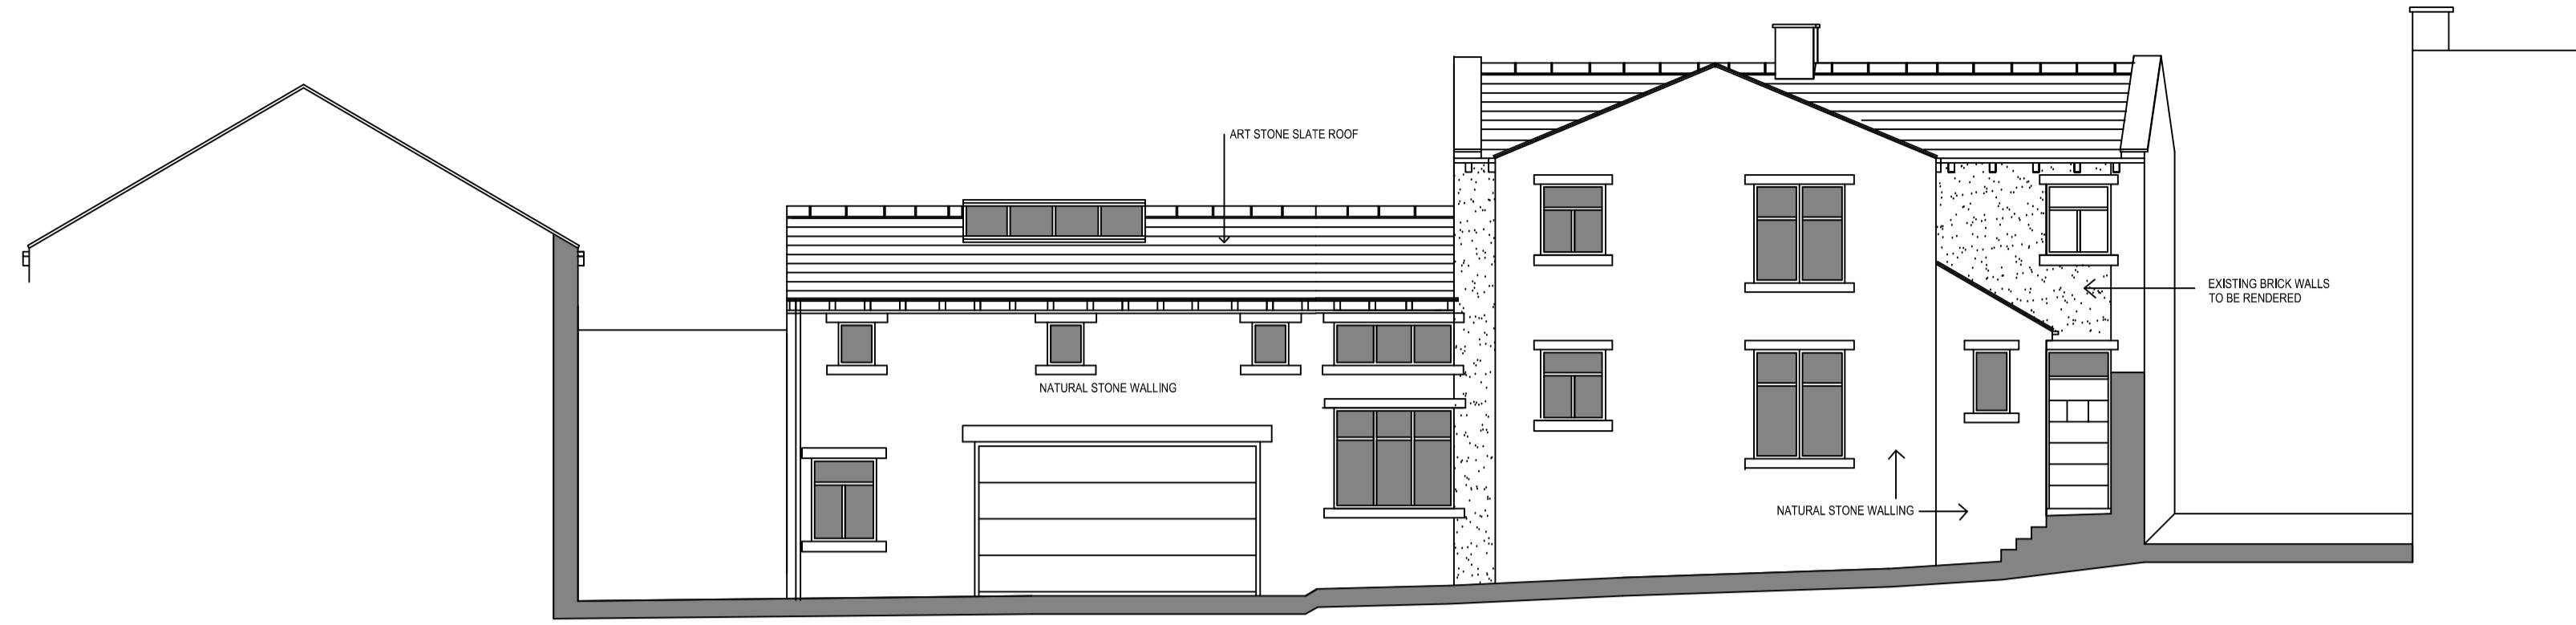 ART STONE SLATE ROOF
EXISTING BRICK WALLS
TO BE RENDERED
NATURAL STONE WALLING
NATURAL STONE WALLING